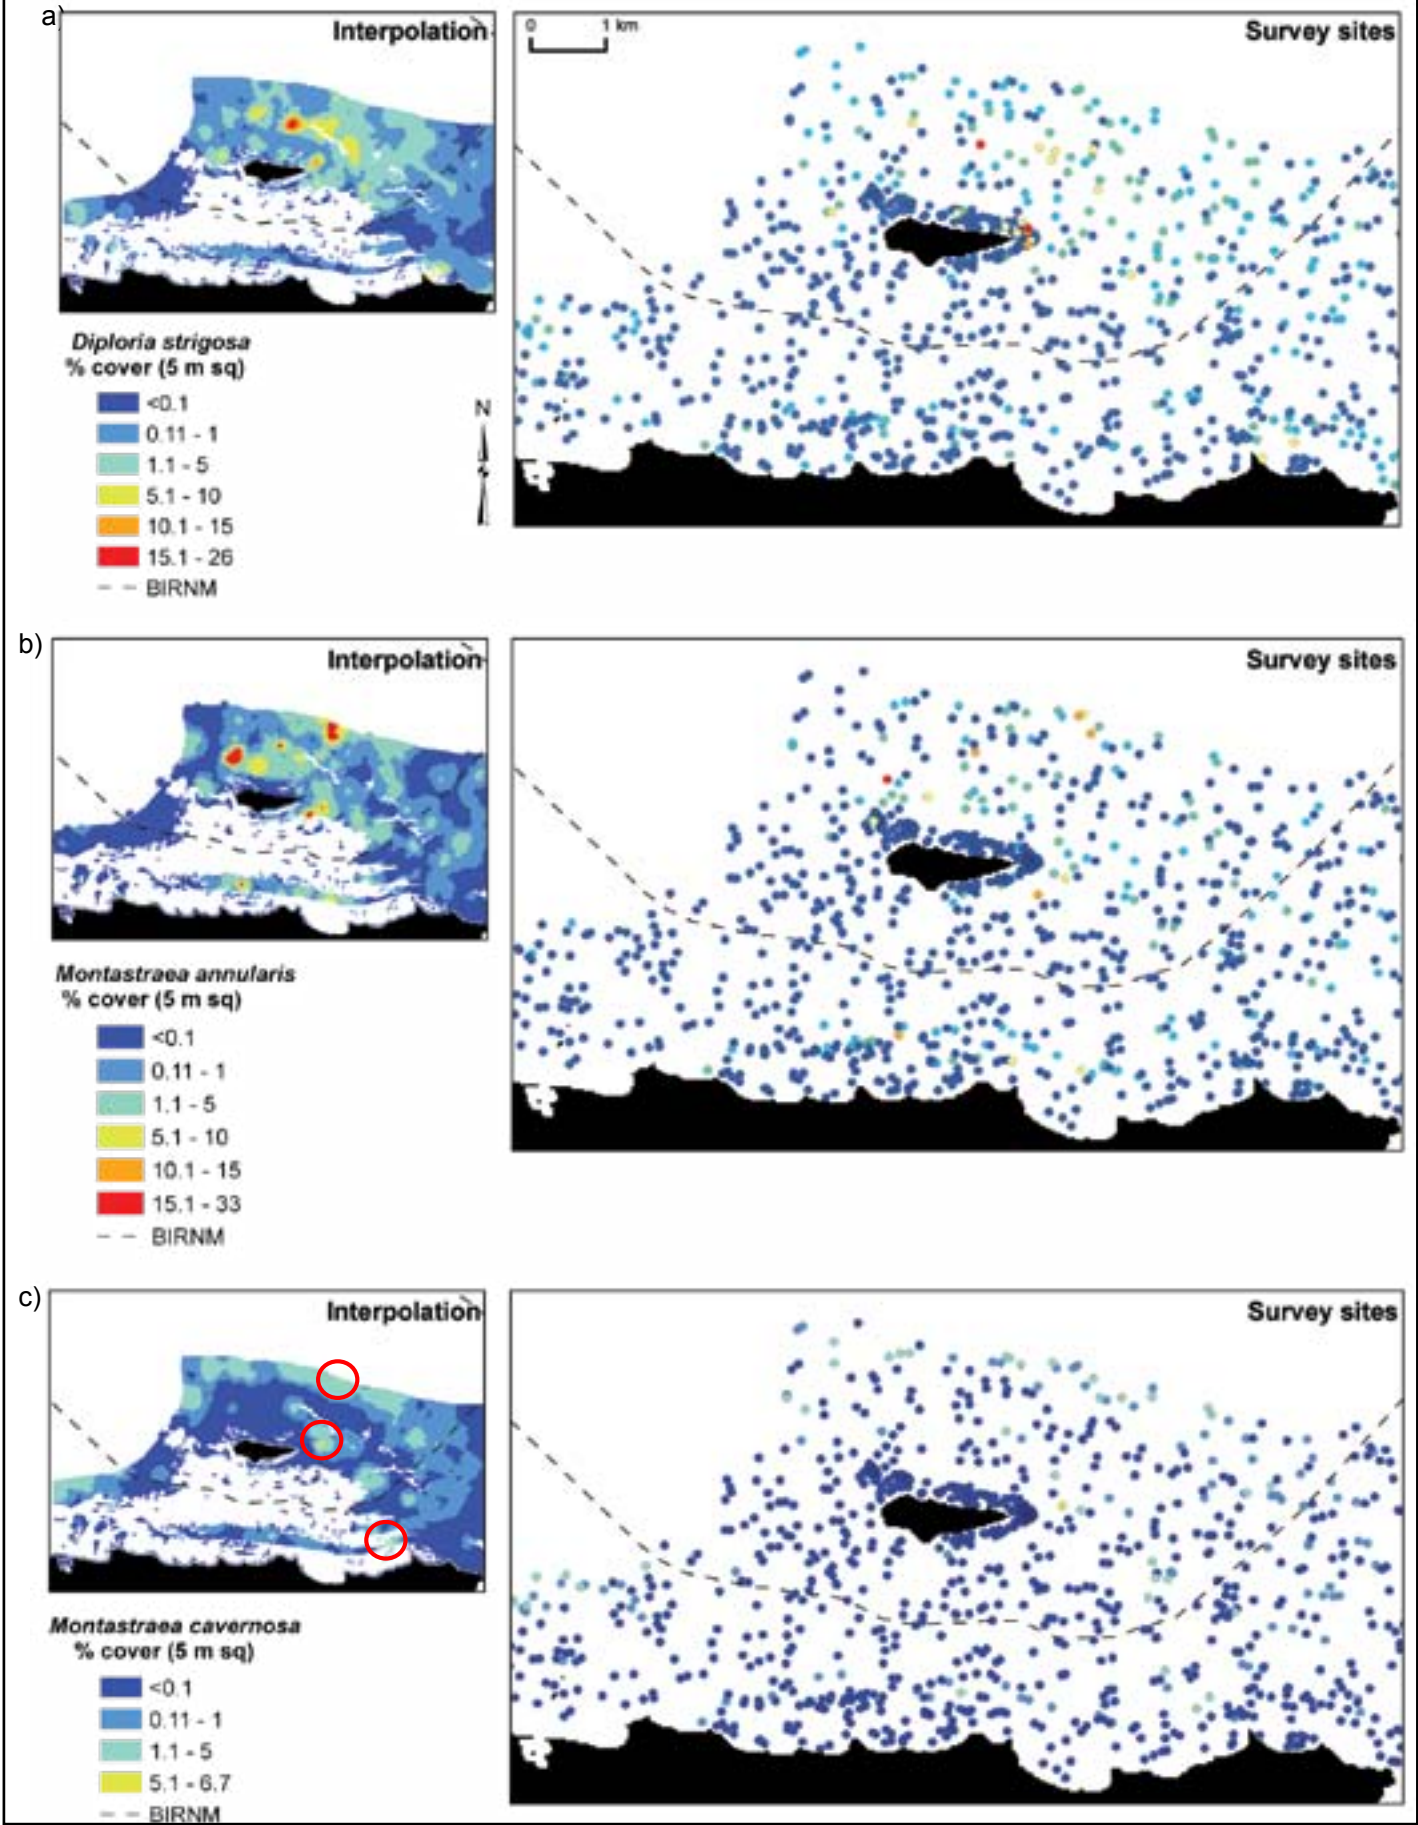 a)
Interpolation
0 1 km
Survey sites
Diploria strigosa
% cover (5 m sq)
<0.1
0.11 - 1
1.1 - 5
5.1 - 10
10.1 - 15
15.1 - 26
BIRNM
N
b)
Interpolation
Survey sites
Montastraea annularis
% cover (5 m sq)
<0.1
0.11 - 1
1.1 - 5
5.1 - 10
10.1 - 15
15.1 - 33
BIRNM
c)
Interpolation
Survey sites
Montastraea cavernosa
% cover (5 m sq)
<0.1
0.11 - 1
1.1 - 5
5.1 - 6.7
BIRNM